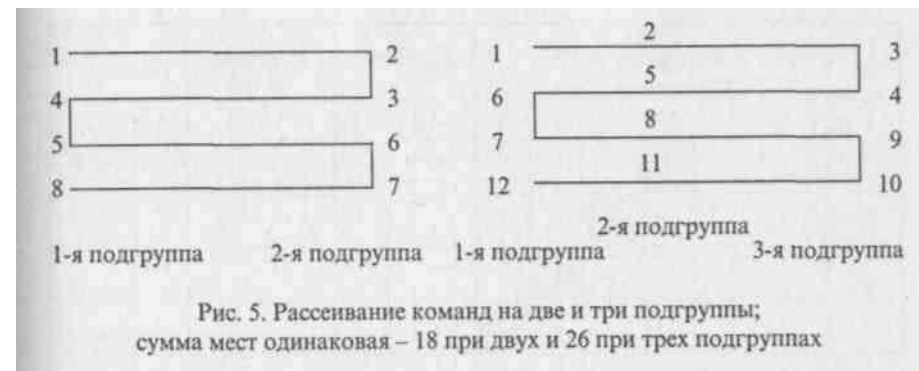 1 2 1 2 3
4 3 6 5 4
5 6 7 8 9
8 7 12 11 10
2-я подгруппа
1-я подгруппа 2-я подгруппа 1-я подгруппа 3-я подгруппа
Рис. 5. Рассеивание команд на две и три подгруппы;
сумма мест одинаковая – 18 при двух и 26 при трех подгруппах